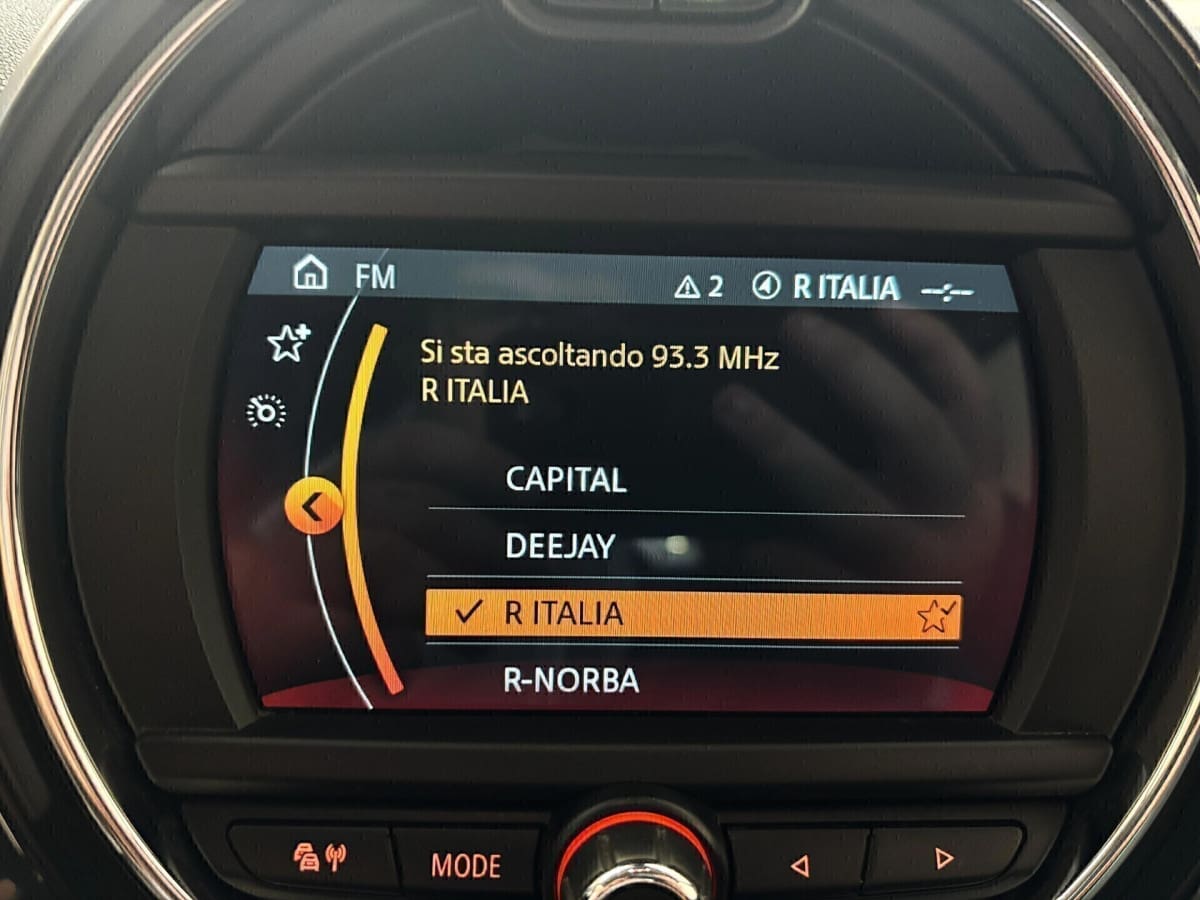 FM
2 R ITALIA --:--
Si sta ascoltando 93.3 MHz
R ITALIA
CAPITAL
DEEJAY
R ITALIA
R-NORBA
MODE